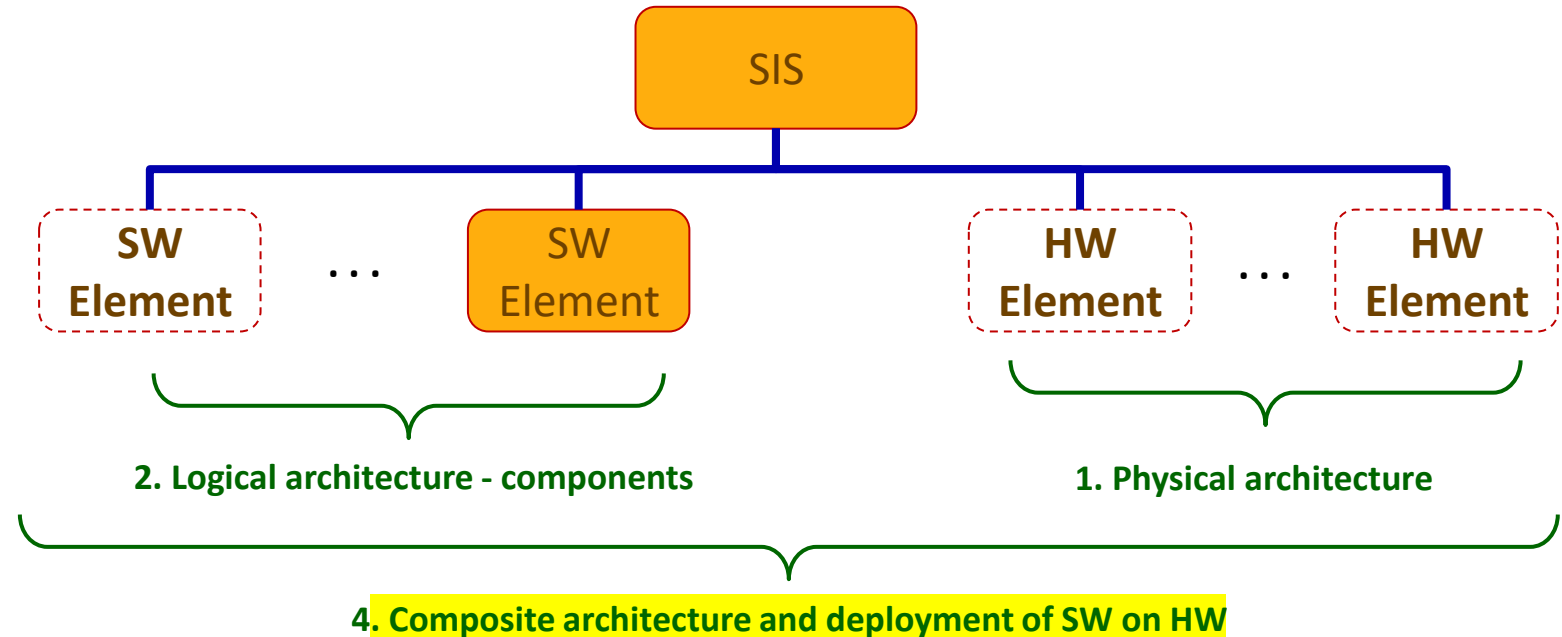 SIS
SW
Element
. . .
SW
Element
HW
Element
. . .
HW
Element
2. Logical architecture - components
1. Physical architecture
4. Composite architecture and deployment of SW on HW